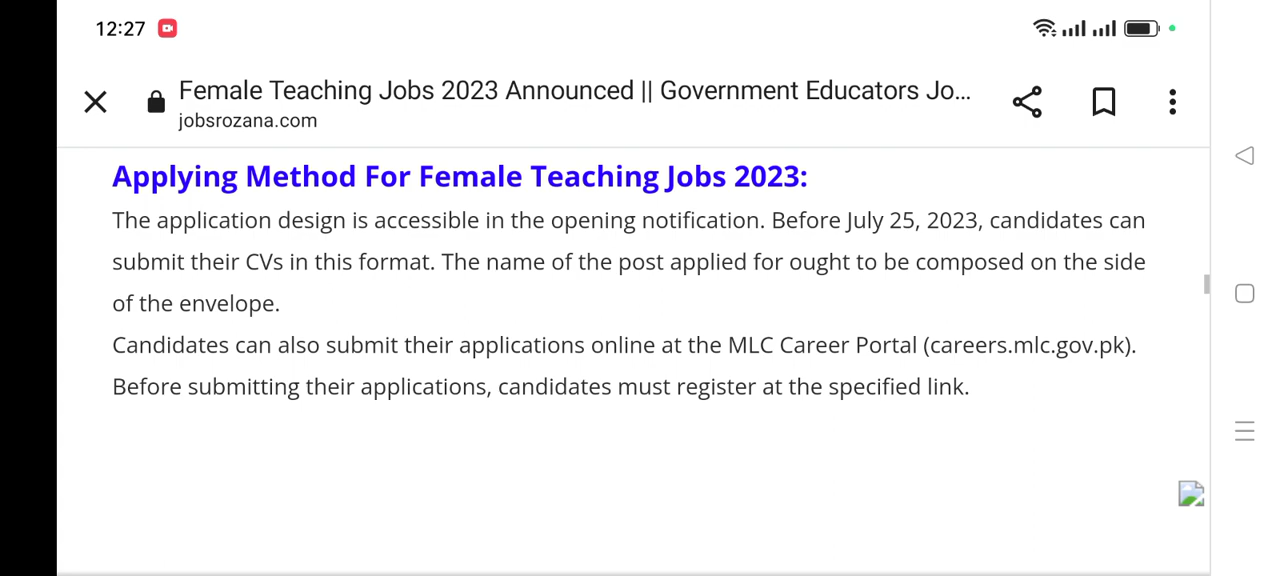 12:27
Female Teaching Jobs 2023 Announced || Government Educators Jo...
jobsrozana.com
Applying Method For Female Teaching Jobs 2023:
The application design is accessible in the opening notification. Before July 25, 2023, candidates can
submit their CVs in this format. The name of the post applied for ought to be composed on the side
of the envelope.
Candidates can also submit their applications online at the MLC Career Portal (careers.mlc.gov.pk).
Before submitting their applications, candidates must register at the specified link.